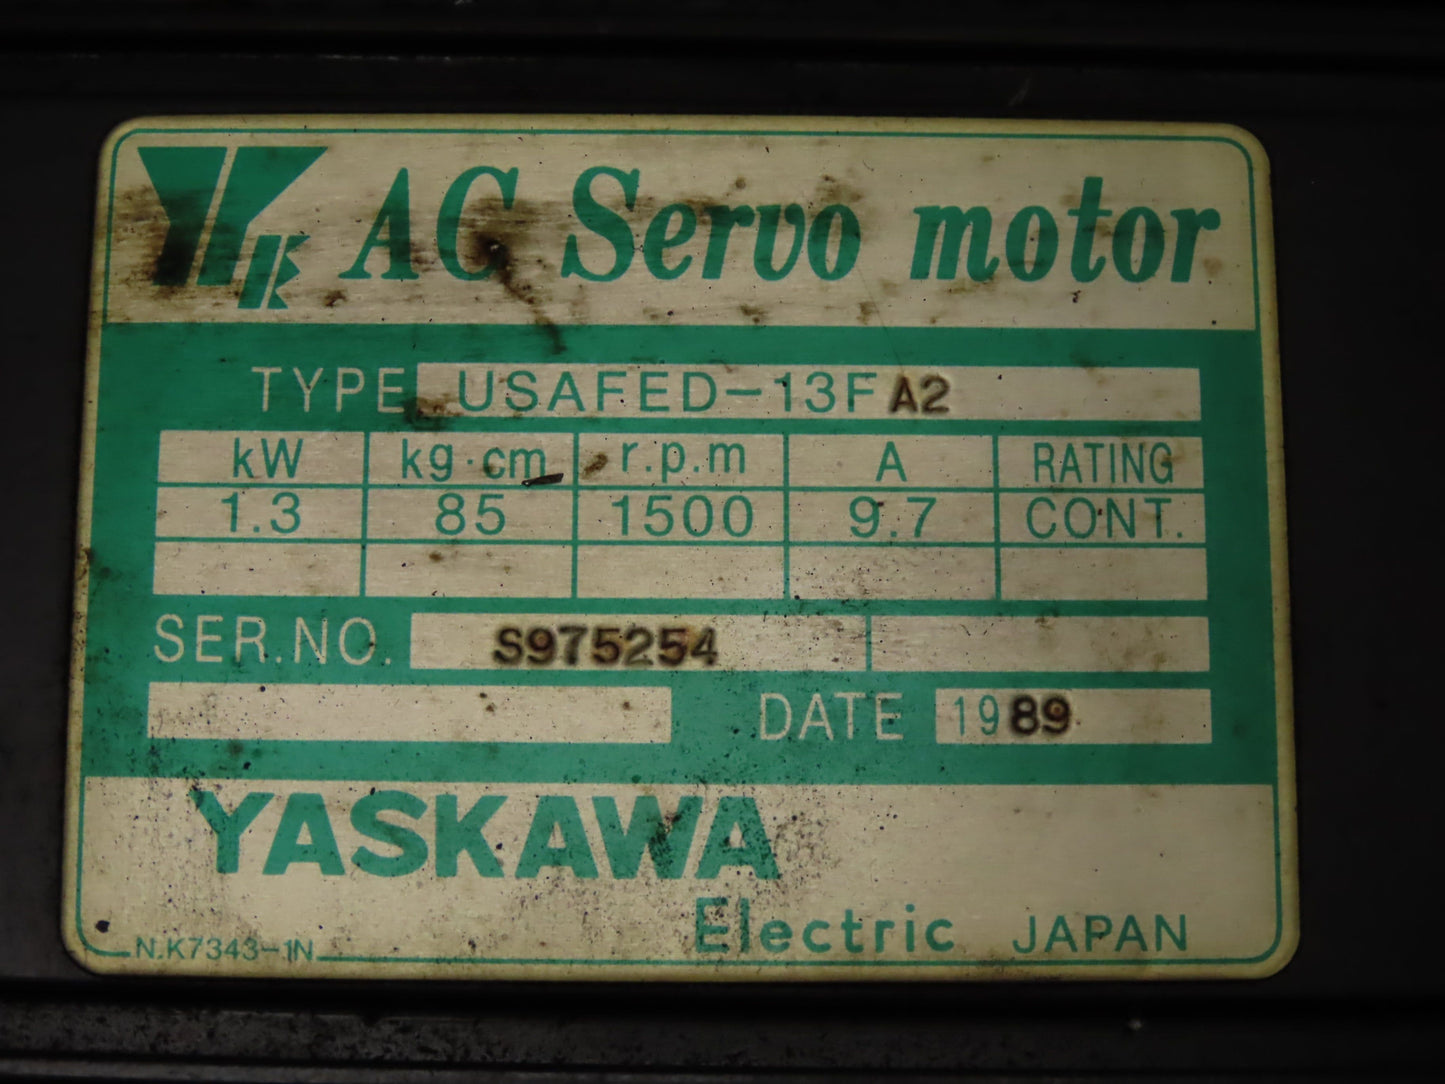 YK AC Servo motor
TYPE USAFED-13FA2
kW kg·cm r.p.m A RATING
1.3 85 1500 9.7 CONT.
SER.NO. S975254
DATE 1989
YASKAWA
Electric JAPAN
N.K7343-1N